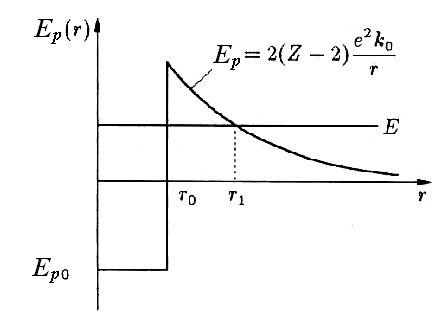 E_p(r)
E_p = 2(Z − 2) e²k₀/r
E
r₀
r₁
r
E_p0